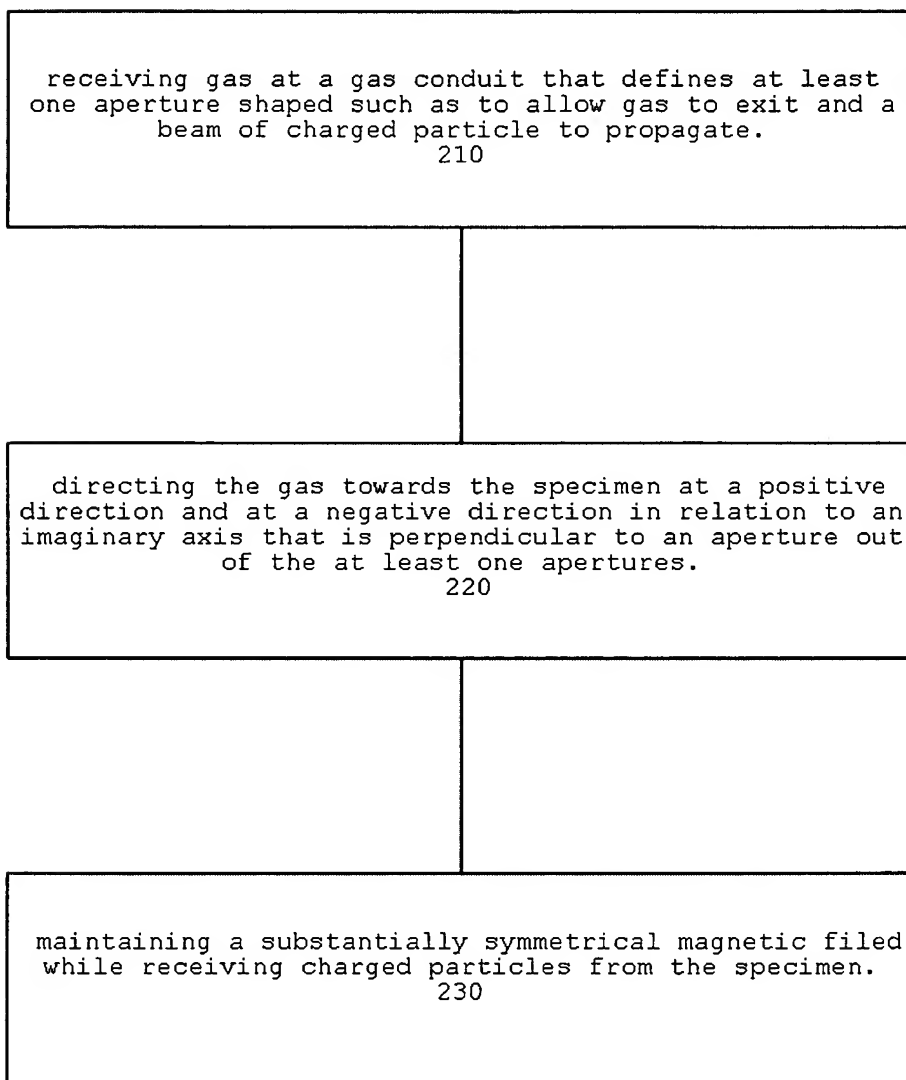 receiving gas at a gas conduit that defines at least
one aperture shaped such as to allow gas to exit and a
beam of charged particle to propagate.
210
directing the gas towards the specimen at a positive
direction and at a negative direction in relation to an
imaginary axis that is perpendicular to an aperture out
of the at least one apertures.
220
maintaining a substantially symmetrical magnetic filed
while receiving charged particles from the specimen.
230